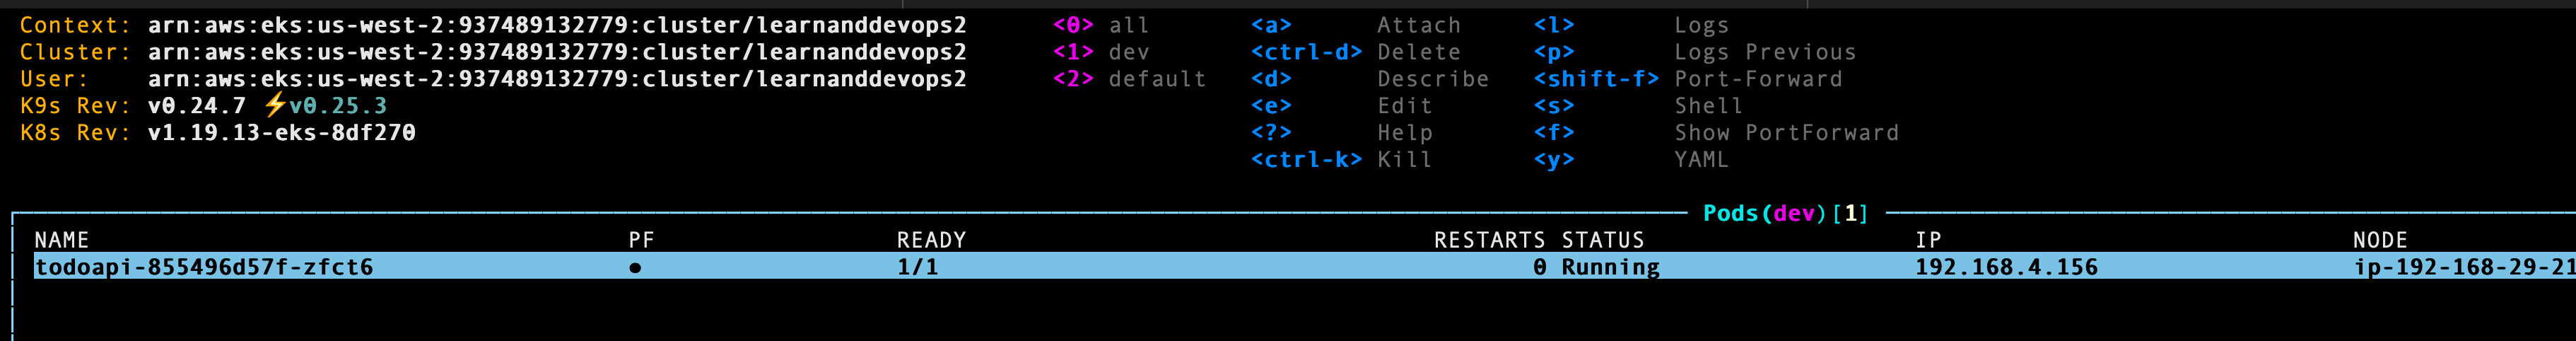 Context: arn:aws:eks:us-west-2:937489132779:cluster/learnanddevops2 <0> all <a> Attach <l> Logs
Cluster: arn:aws:eks:us-west-2:937489132779:cluster/learnanddevops2 <1> dev <ctrl-d> Delete <p> Logs Previous
User: arn:aws:eks:us-west-2:937489132779:cluster/learnanddevops2 <2> default <d> Describe <shift-f> Port-Forward
K9s Rev: v0.24.7 ⚡v0.25.3 <e> Edit <s> Shell
K8s Rev: v1.19.13-eks-8df270 <?> Help <f> Show PortForward
<ctrl-k> Kill <y> YAML
Pods(dev)[1]
NAME PF READY RESTARTS STATUS IP NODE
todoapi-855496d57f-zfct6 ● 1/1 0 Running 192.168.4.156 ip-192-168-29-21